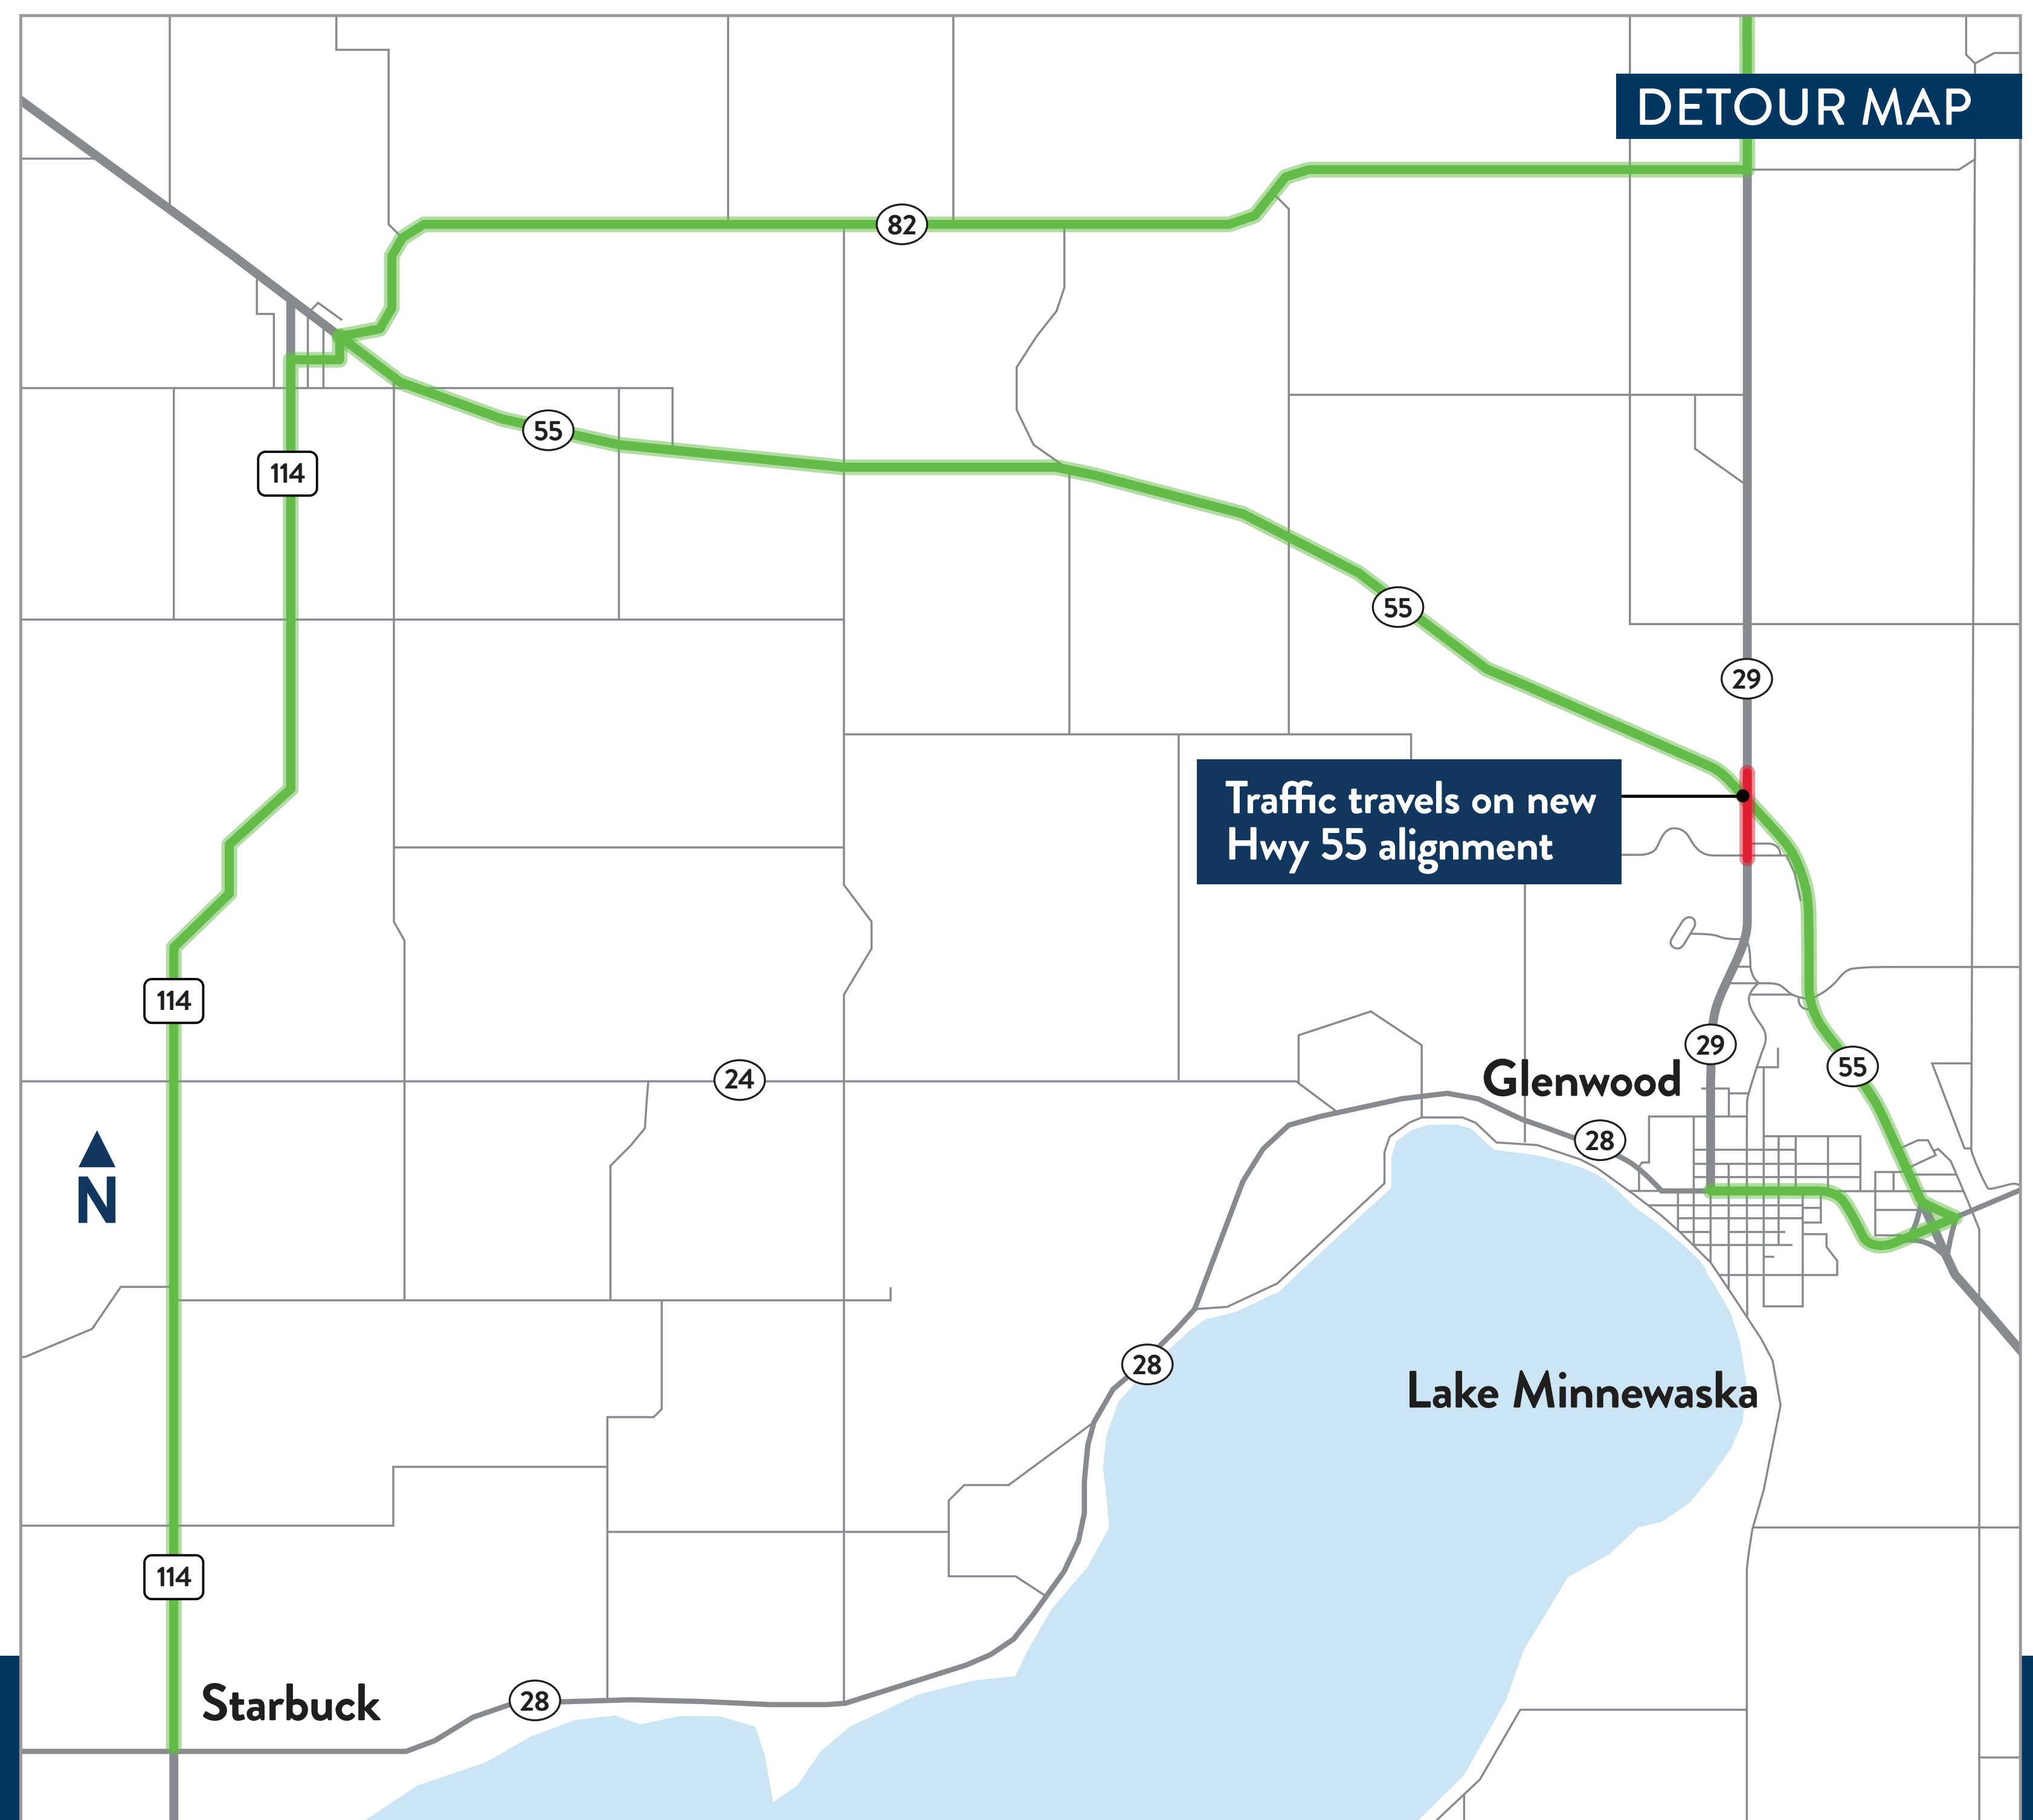 DETOUR MAP
82
55
114
55
29
Traffic travels on new
Hwy 55 alignment
114
29
Glenwood
55
24
28
N
28
Lake Minnewaska
114
Starbuck
28